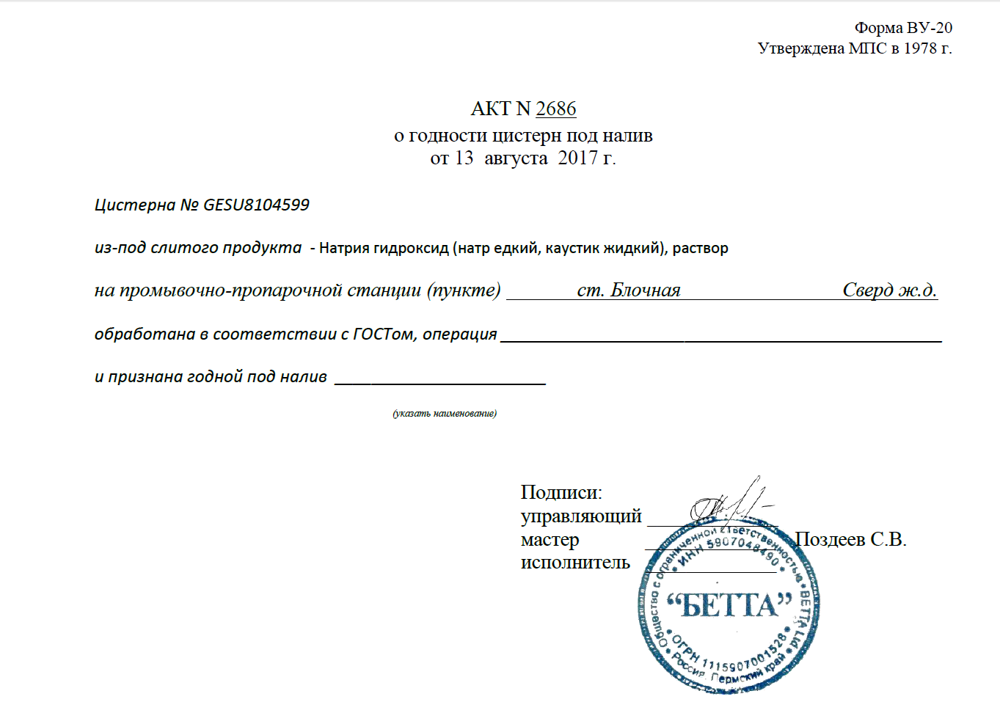 Форма ВУ-20
Утверждена МПС в 1978 г.
АКТ N 2686
о годности цистерн под налив
от 13 августа 2017 г.
Цистерна № GESU8104599
из-под слитого продукта - Натрия гидроксид (натр едкий, каустик жидкий), раствор
на промывочно-пропарочной станции (пункте) ст. Блочная Сверд ж.д.
обработана в соответствии с ГОСТом, операция
и признана годной под налив
(указать наименование)
Подписи:
управляющий
мастер Поздеев С.В.
исполнитель
Общество с ограниченной ответственностью • BETTA Ltd •
• ИНН 5907048490 •
“БЕТТА”
• ОГРН 1115907001528 •
Россия. Пермский край